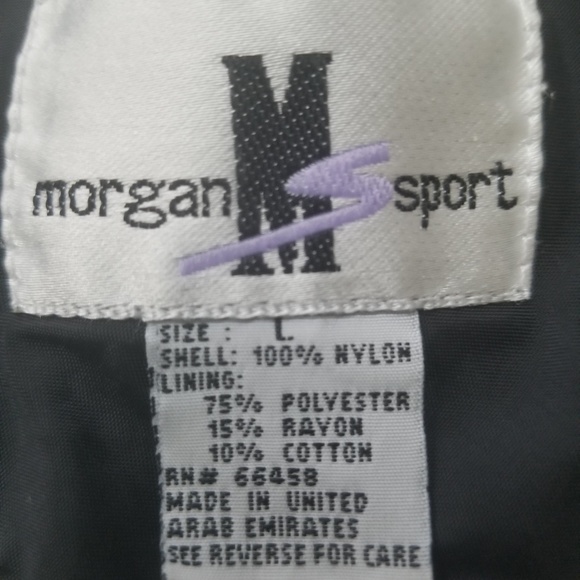 M
morgan S sport
SIZE : L.
SHELL: 100% NYLON
LINING:
75% POLYESTER
15% RAYON
10% COTTON
RN# 66458
MADE IN UNITED
ARAB EMIRATES
SEE REVERSE FOR CARE